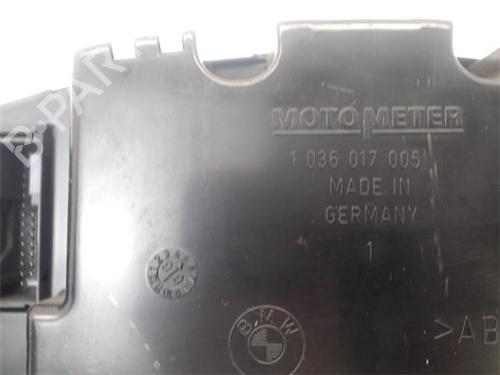 MOTOMETER
1 036 017 005
MADE IN
GERMANY
1
BMW
>AB
B-PAR